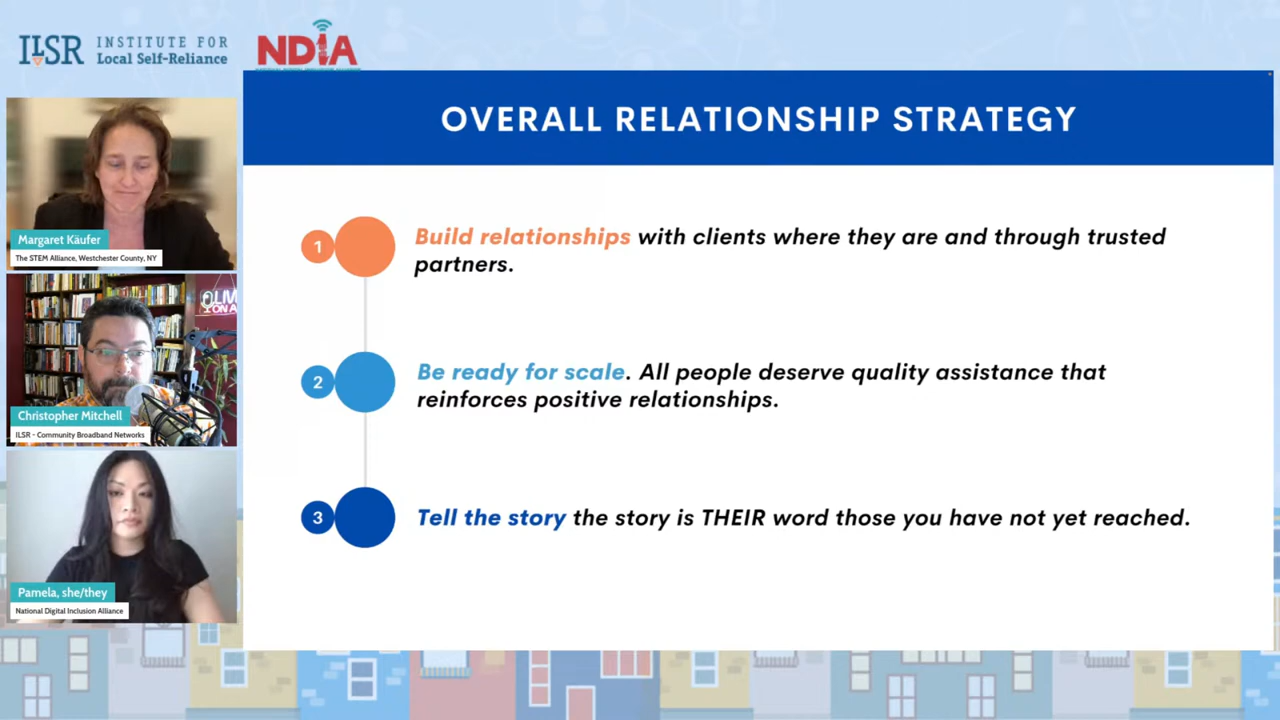 ILSR
INSTITUTE FOR
Local Self-Reliance
NDIA
OVERALL RELATIONSHIP STRATEGY
Margaret Käufer
The STEM Alliance, Westchester County, NY
1
Build relationships with clients where they are and through trusted
partners.
LIVE
ON A
Christopher Mitchell
ILSR - Community Broadband Networks
2
Be ready for scale. All people deserve quality assistance that
reinforces positive relationships.
Pamela, she/they
National Digital Inclusion Alliance
3
Tell the story the story is THEIR word those you have not yet reached.